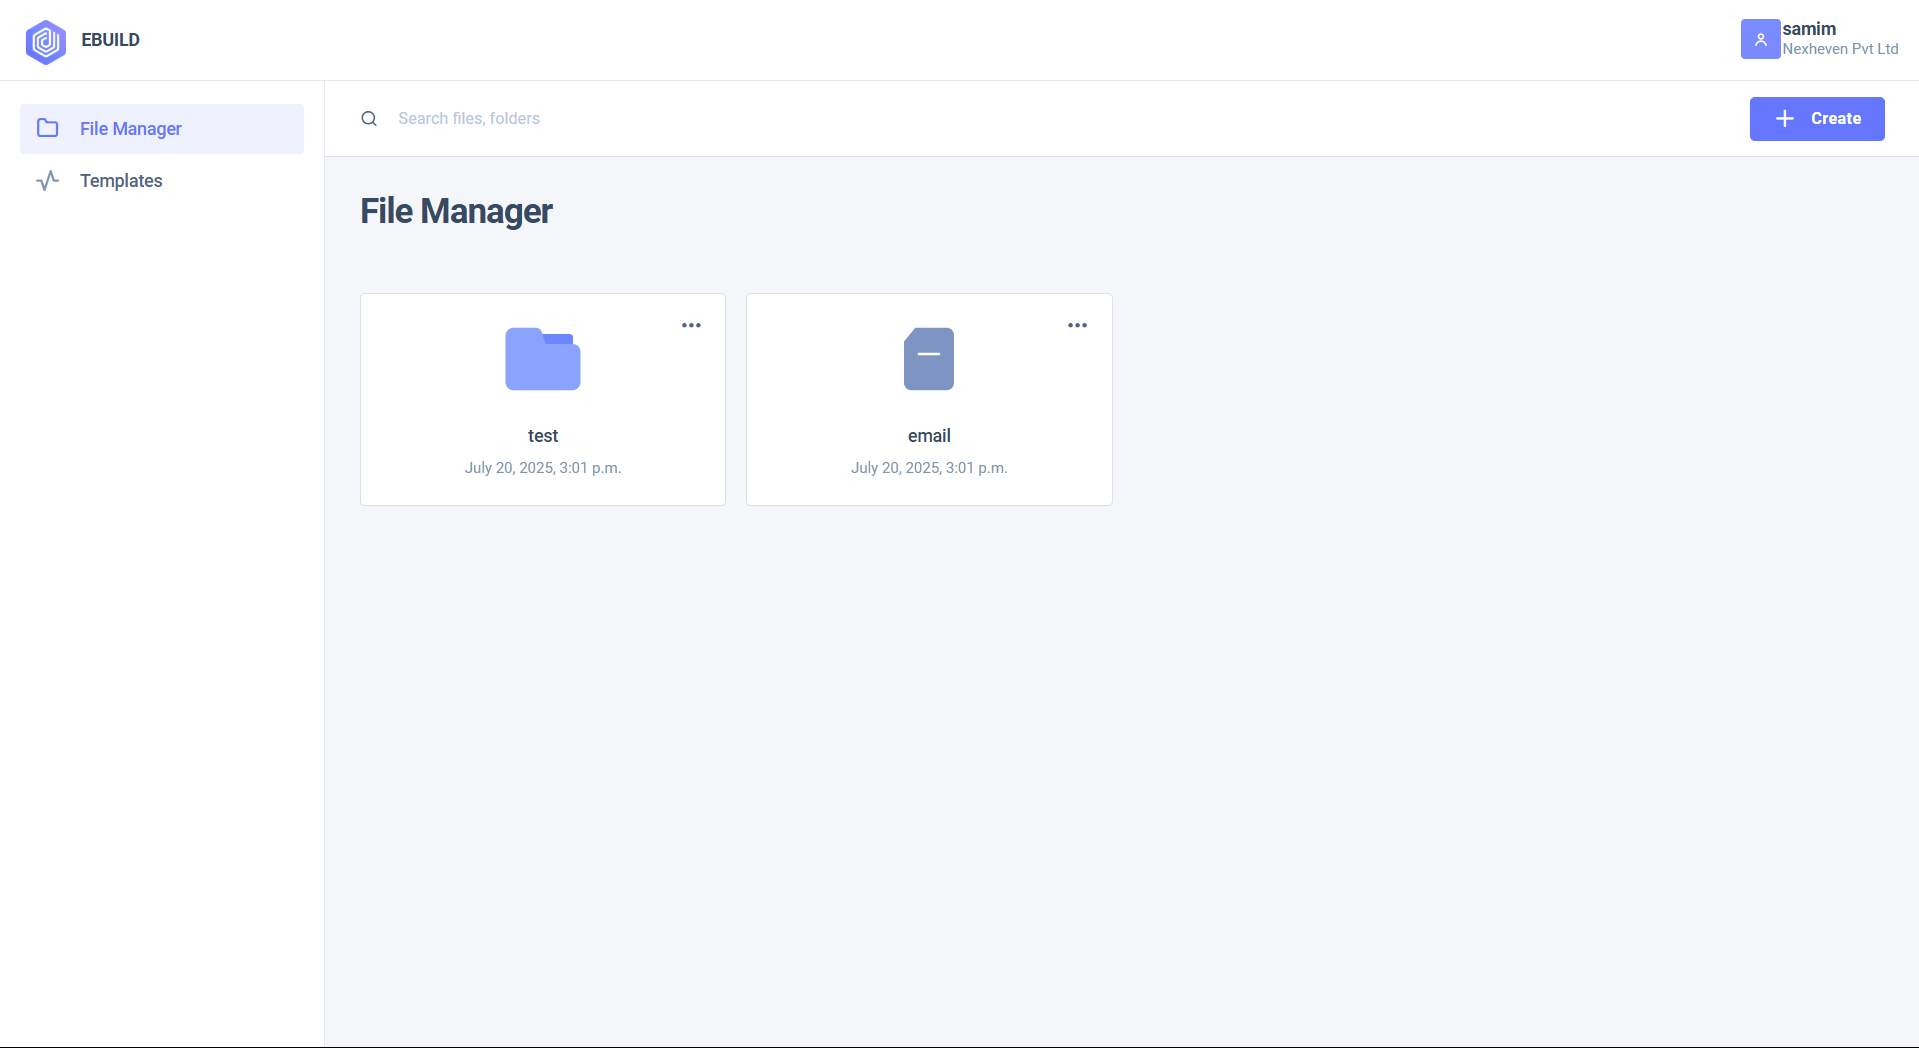 EBUILD
samim
Nexheven Pvt Ltd
File Manager
Templates
Search files, folders
Create
File Manager
test
July 20, 2025, 3:01 p.m.
email
July 20, 2025, 3:01 p.m.